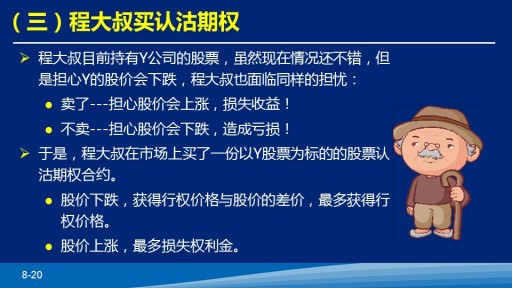 （三）程大叔买认沽期权
程大叔目前持有Y公司的股票，虽然现在情况还不错，但
是担心Y的股价会下跌，程大叔也面临同样的担忧：
卖了---担心股价会上涨，损失收益！
不卖---担心股价会下跌，造成亏损！
于是，程大叔在市场上买了一份以Y股票为标的的股票认
沽期权合约。
股价下跌，获得行权价格与股价的差价，最多获得行
权价格。
股价上涨，最多损失权利金。
8-20